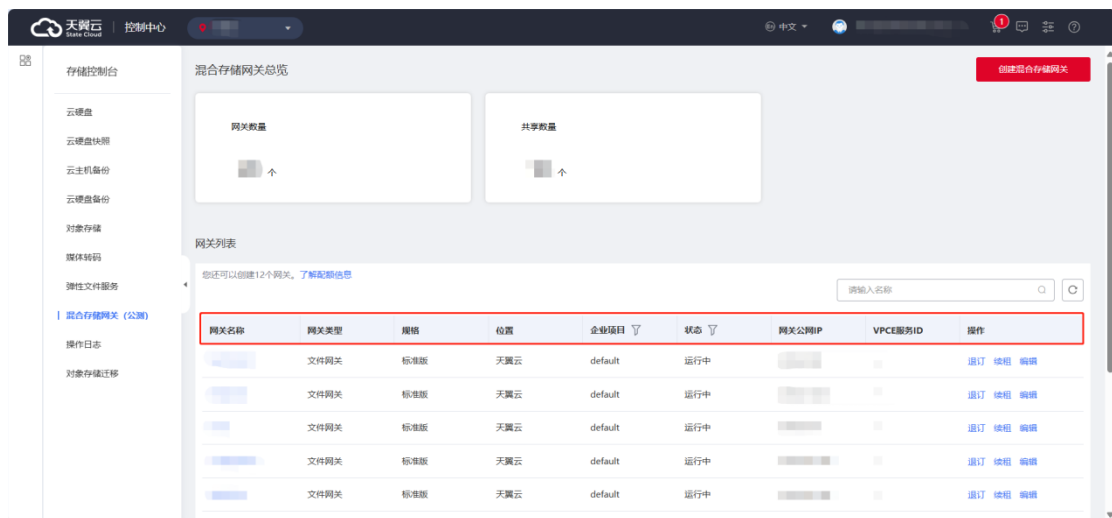 天翼云 State Cloud 控制中心 中文 1
存储控制台
云硬盘
云硬盘快照
云主机备份
云硬盘备份
对象存储
媒体转码
弹性文件服务
混合存储网关（公测）
操作日志
对象存储迁移
混合存储网关总览 创建混合存储网关
网关数量 共享数量
个 个
网关列表
您还可以创建12个网关。了解配额信息
请输入名称
网关名称 网关类型 规格 位置 企业项目 状态 网关公网IP VPCE服务ID 操作
文件网关 标准版 天翼云 default 运行中 退订 续租 编辑
文件网关 标准版 天翼云 default 运行中 退订 续租 编辑
文件网关 标准版 天翼云 default 运行中 退订 续租 编辑
文件网关 标准版 天翼云 default 运行中 退订 续租 编辑
文件网关 标准版 天翼云 default 运行中 退订 续租 编辑